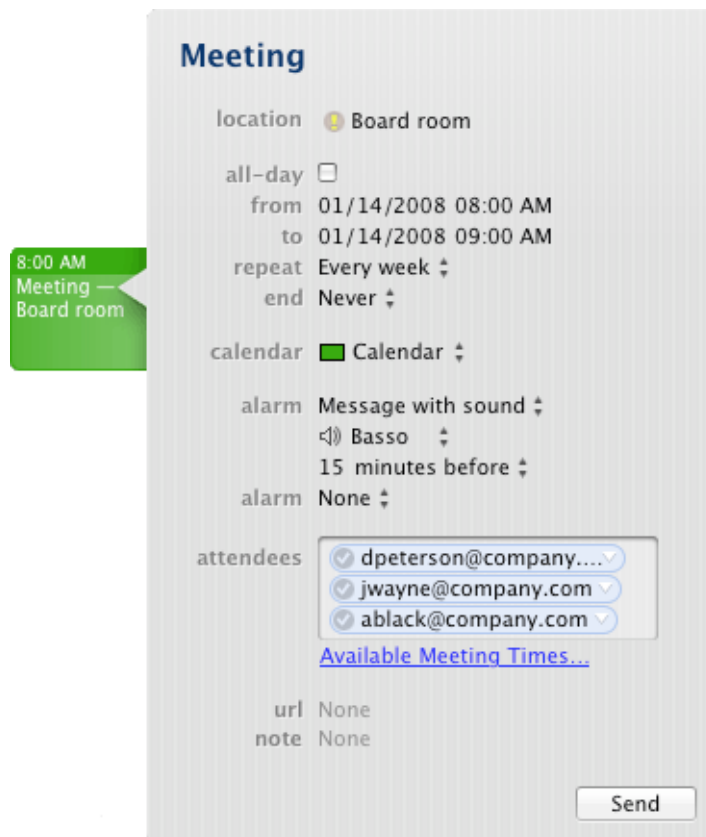 Meeting
location Board room
all-day
from 01/14/2008 08:00 AM
to 01/14/2008 09:00 AM
repeat Every week
end Never
8:00 AM
Meeting —
Board room
calendar Calendar
alarm Message with sound
Basso
15 minutes before
alarm None
attendees dpeterson@company....
jwayne@company.com
ablack@company.com
Available Meeting Times...
url None
note None
Send